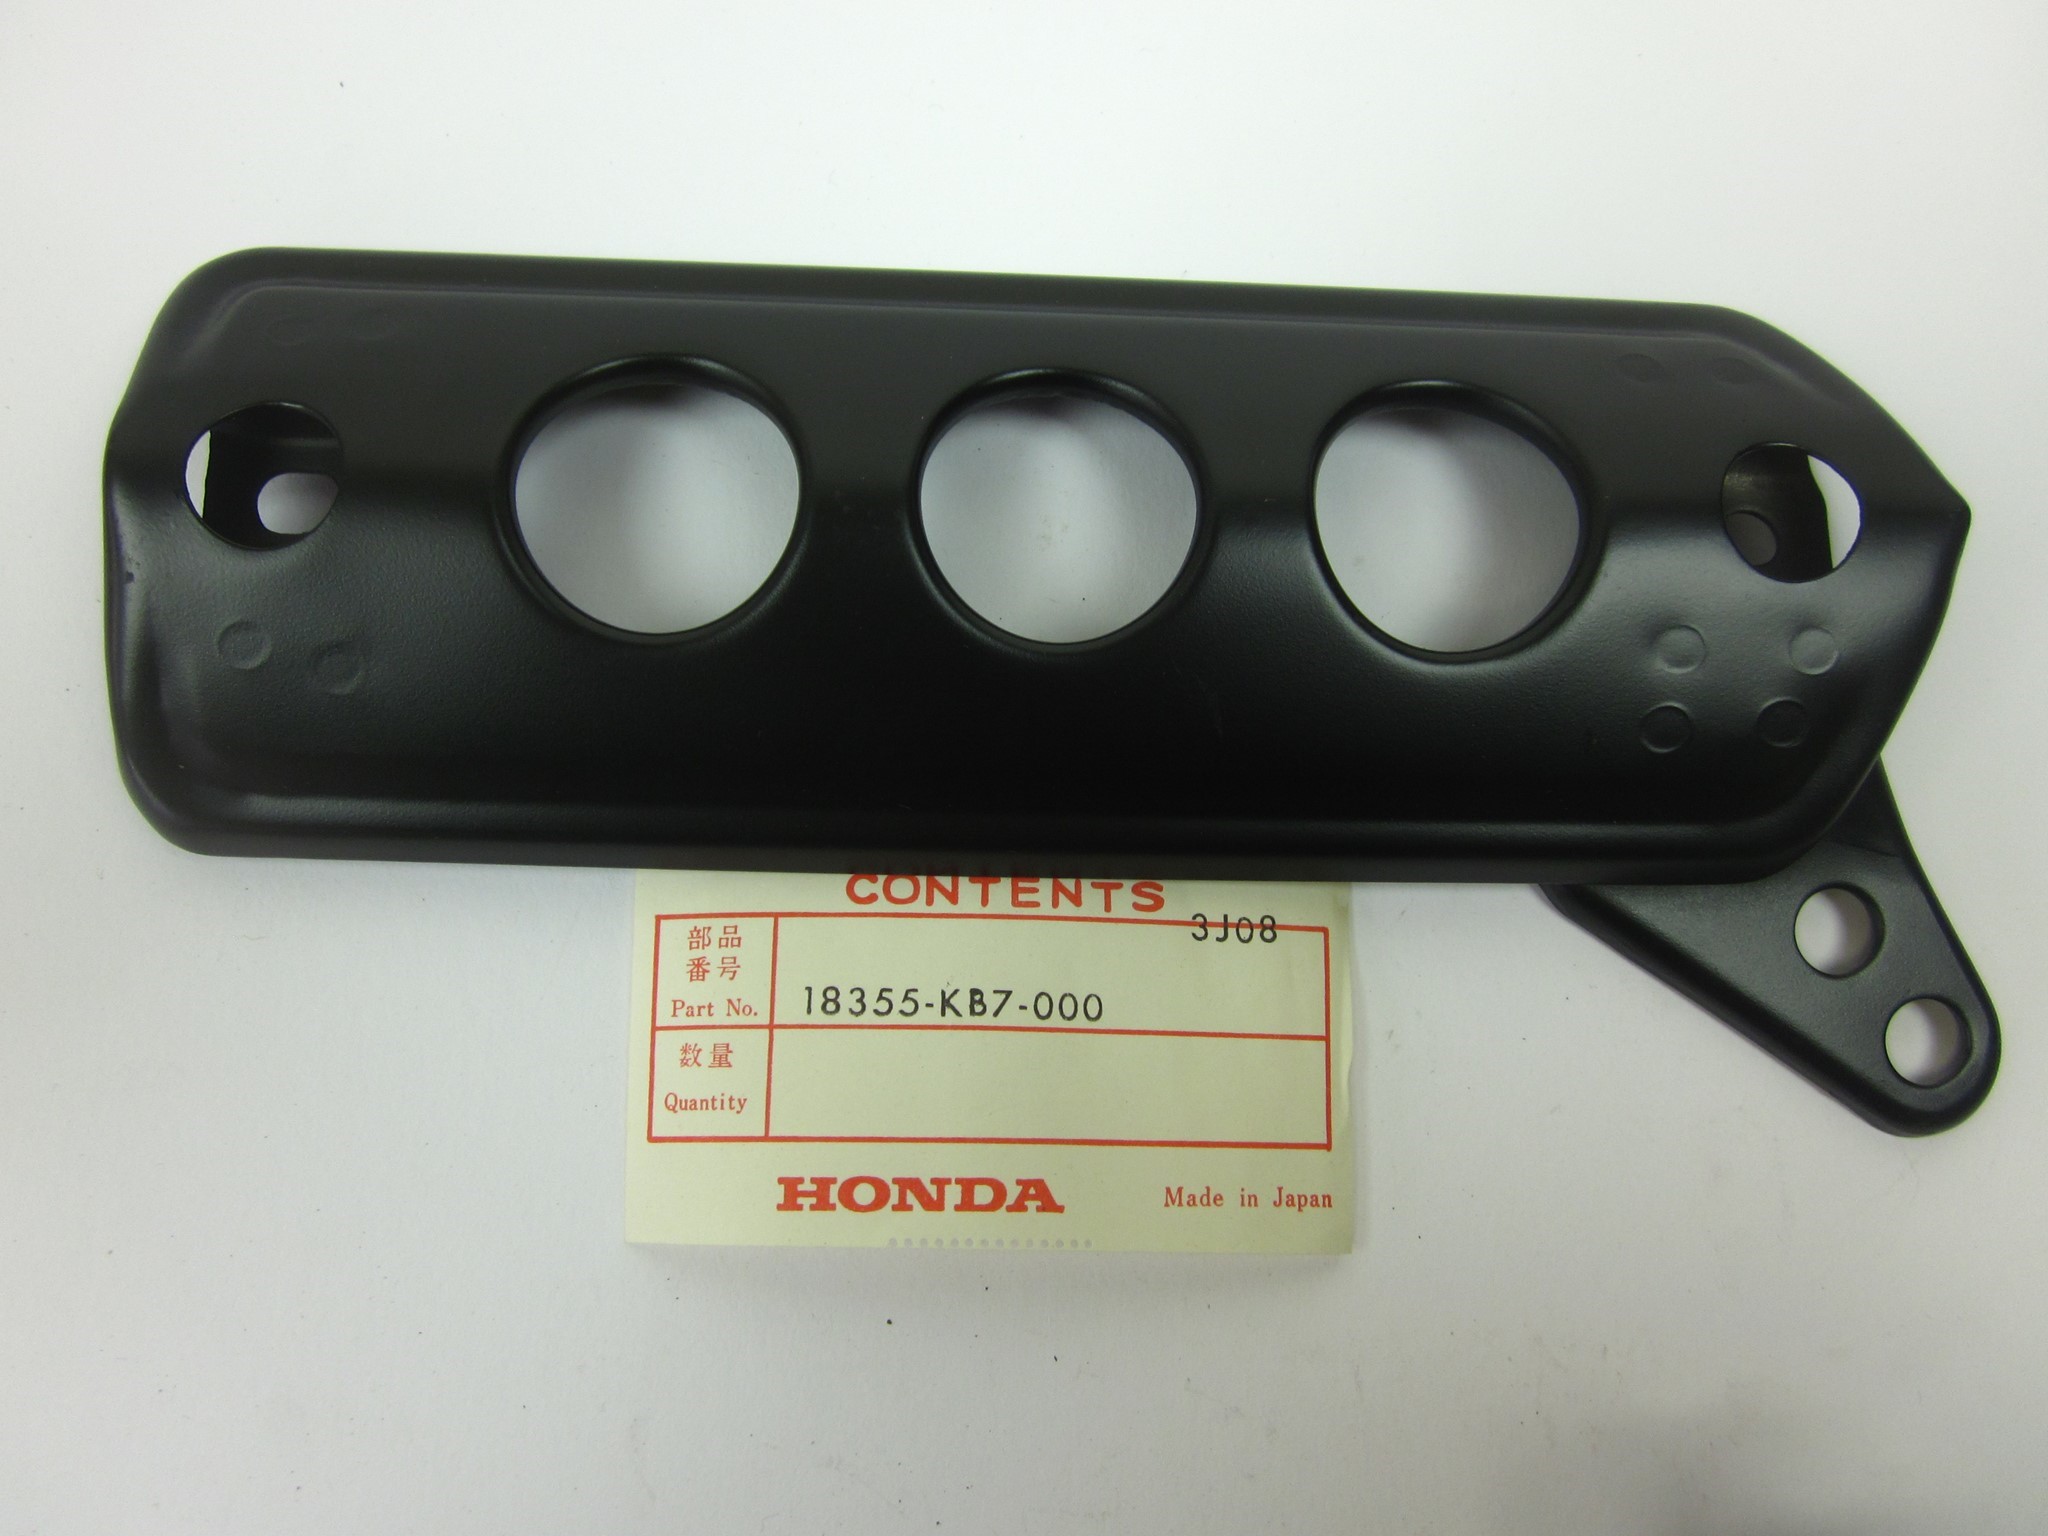 CONTENTS
3J08
部品
番号
Part No.
18355-KB7-000
数量
Quantity
HONDA
Made in Japan